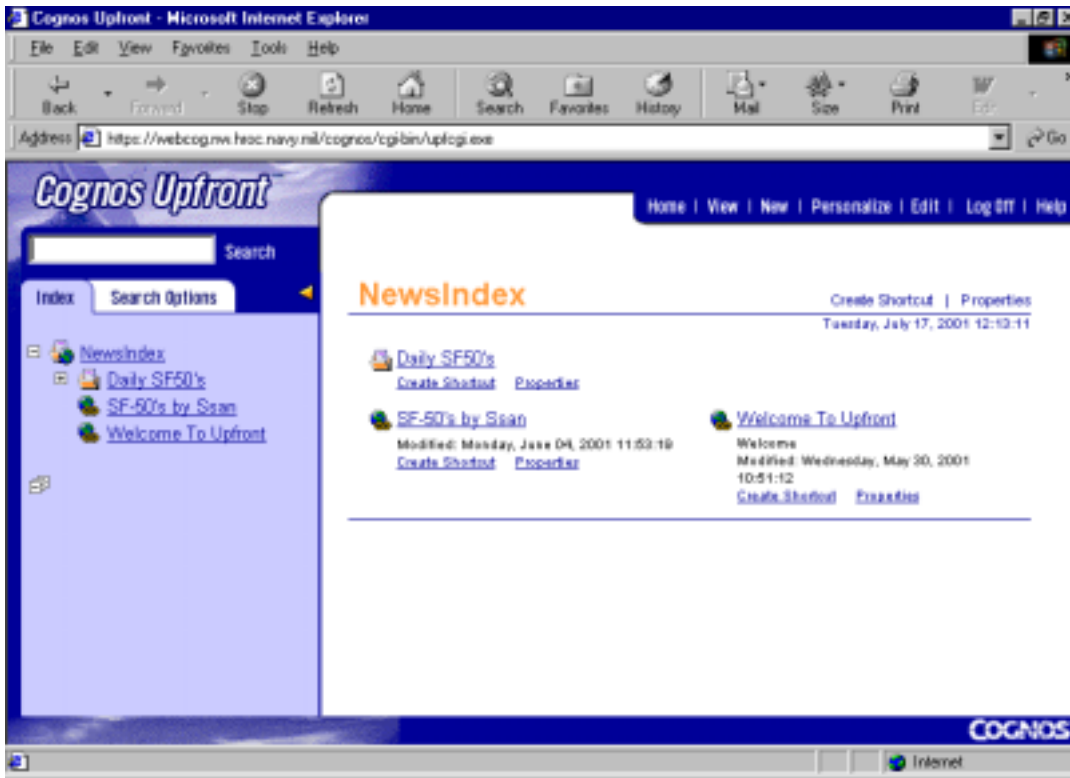 Cognos Upfront - Microsoft Internet Explorer
File Edit View Favorites Tools Help
Back Forward Stop Refresh Home Search Favorites History Mail Size Print Edit
Address https://webcog.nw.hroc.navy.mil/cognos/cgi-bin/upfcgi.exe Go
Cognos Upfront
Home | View | New | Personalize | Edit | Log Off | Help
Search
Index Search Options
NewsIndex
Daily SF50's
SF-50's by Ssan
Welcome To Upfront
NewsIndex
Create Shortcut | Properties
Tuesday, July 17, 2001 12:13:11
Daily SF50's
Create Shortcut Properties
SF-50's by Ssan
Modified: Monday, June 04, 2001 11:53:19
Create Shortcut Properties
Welcome To Upfront
Welcome
Modified: Wednesday, May 30, 2001
10:51:12
Create Shortcut Properties
COGNOS
Internet